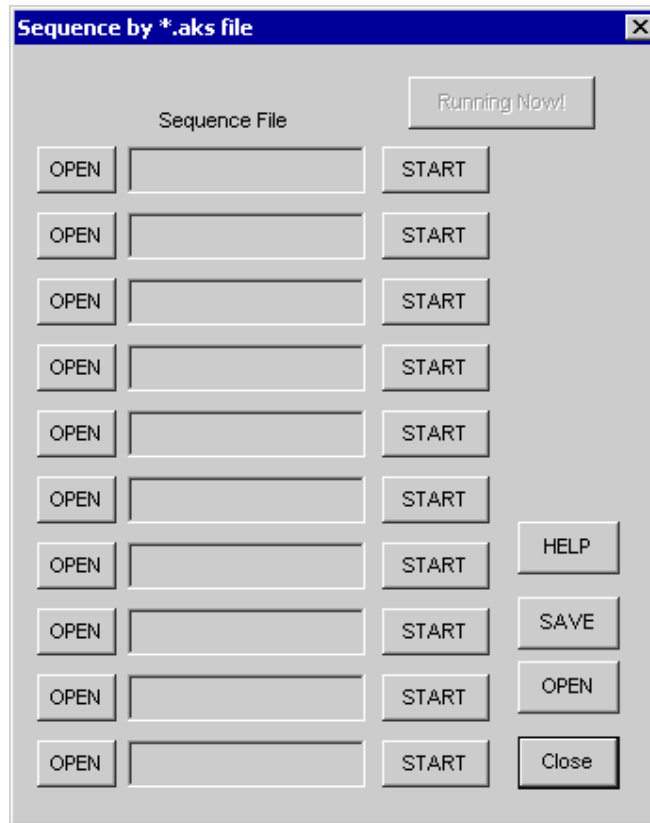 Sequence by *.aks file
Running Now!
Sequence File
OPEN START
OPEN START
OPEN START
OPEN START
OPEN START
OPEN START
OPEN START
HELP
OPEN START
SAVE
OPEN START
OPEN
OPEN START
Close